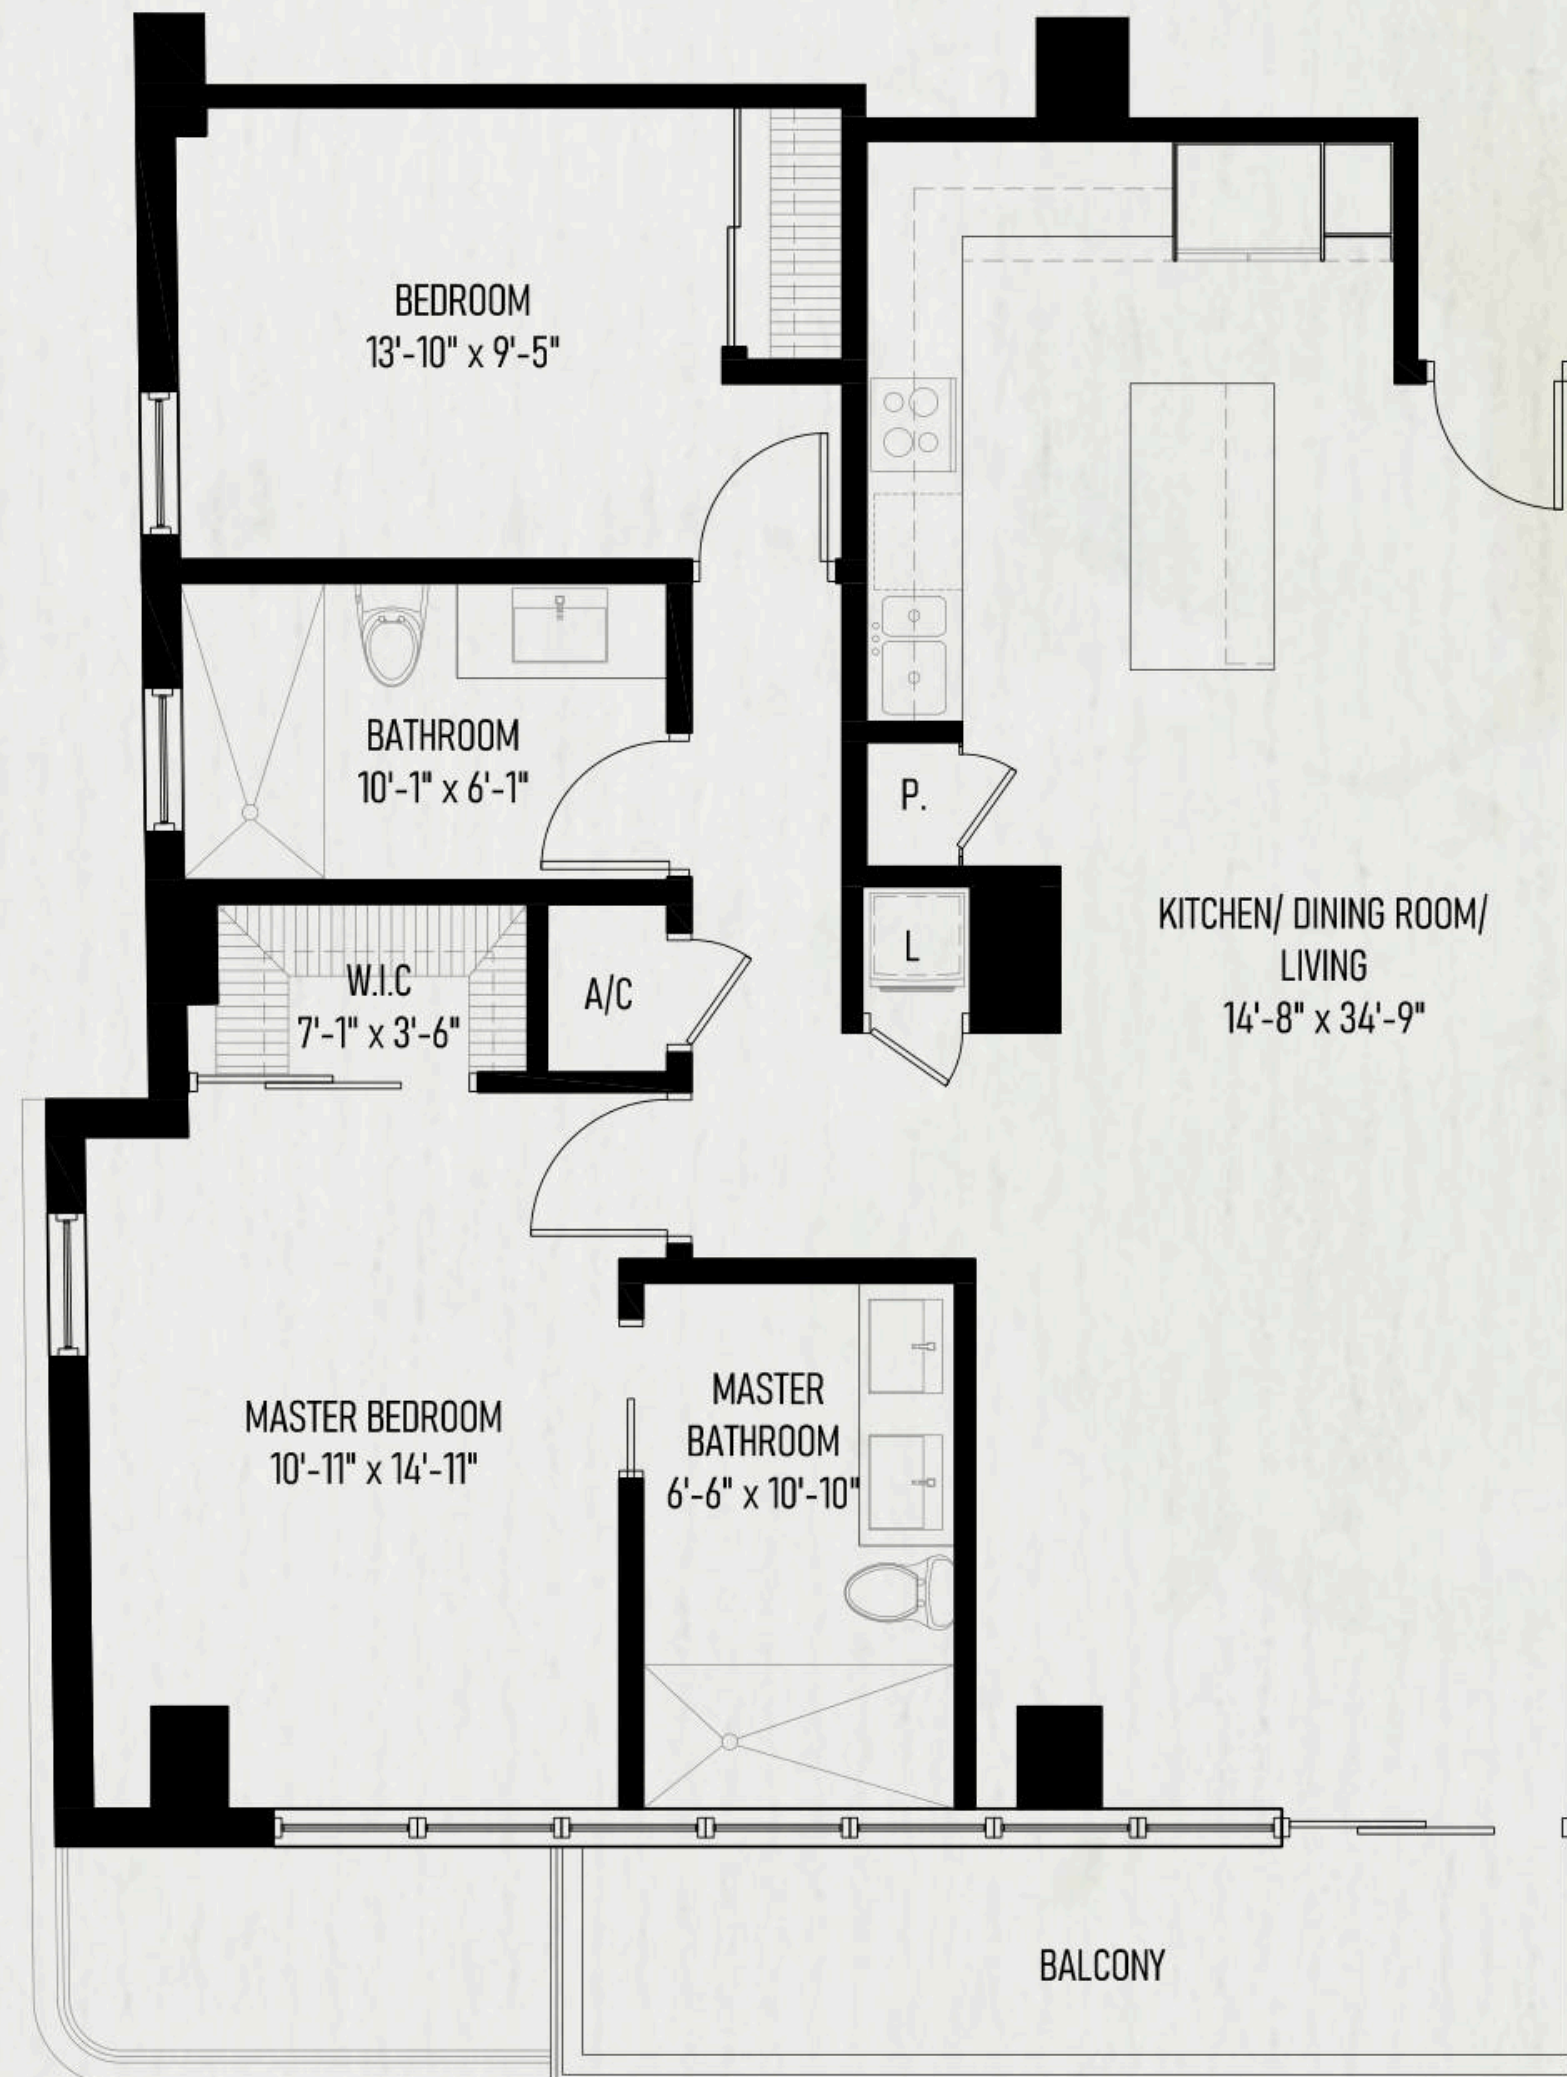 BEDROOM
13'-10" x 9'-5"
BATHROOM
10'-1" x 6'-1"
P.
L
KITCHEN/ DINING ROOM/
LIVING
14'-8" x 34'-9"
W.I.C
7'-1" x 3'-6"
A/C
MASTER BEDROOM
10'-11" x 14'-11"
MASTER
BATHROOM
6'-6" x 10'-10"
BALCONY